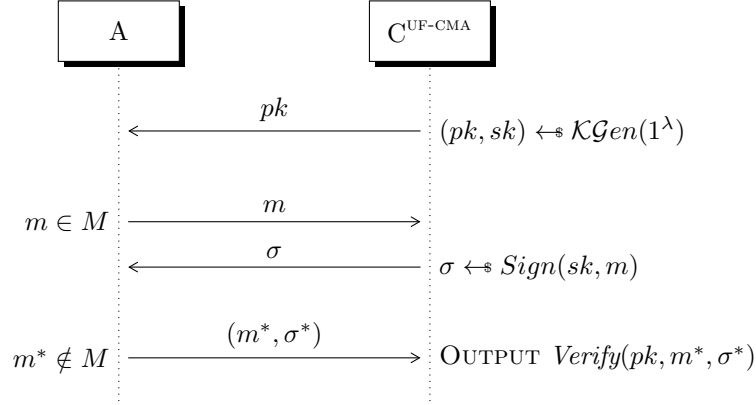 A C^UF-CMA
pk
(pk, sk) ←$ KGen(1^λ)
m ∈ M m
σ
σ ←$ Sign(sk, m)
(m*, σ*)
m* ∉ M OUTPUT Verify(pk, m*, σ*)